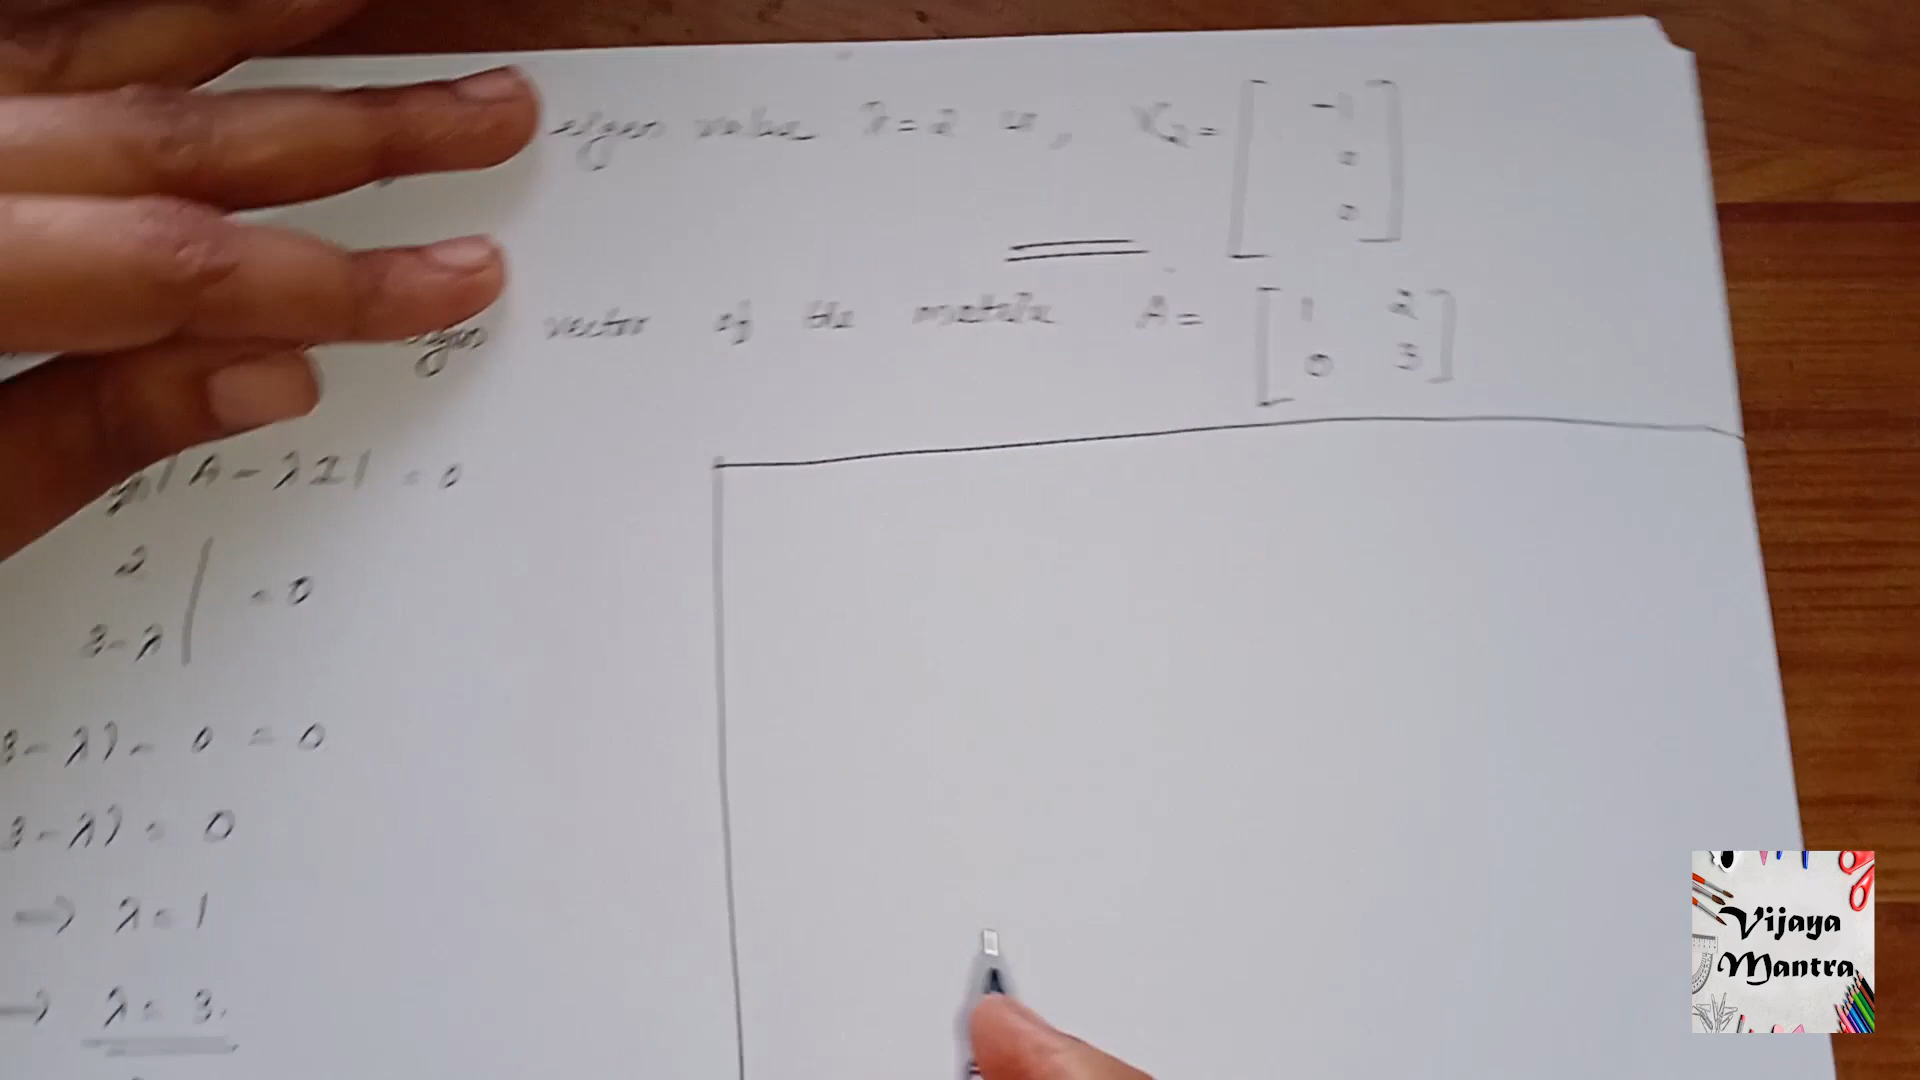 eigen value λ=2 is, X₂= [ -1
0
0 ]
vector of the matrix A= [ 1 2
0 3 ]
|A-λI| = 0
2
3-λ | = 0
3-λ) - 0 = 0
3-λ) = 0
⇒ λ = 1
⇒ λ = 3.
Vijaya
Mantra